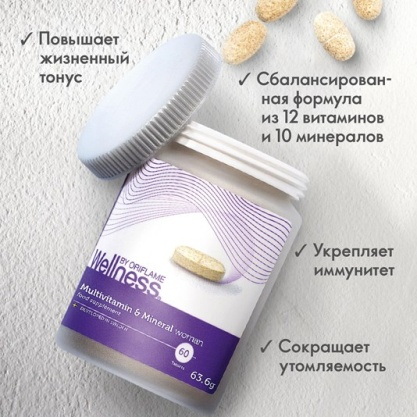 ✓ Повышает
жизненный
тонус
✓ Сбалансирован-
ная формула
из 12 витаминов
и 10 минералов
Wellness
BY ORIFLAME
Multivitamin & Mineral woman
food supplement
60
Tablets
63,6g
✓ Укрепляет
иммунитет
✓ Сокращает
утомляемость